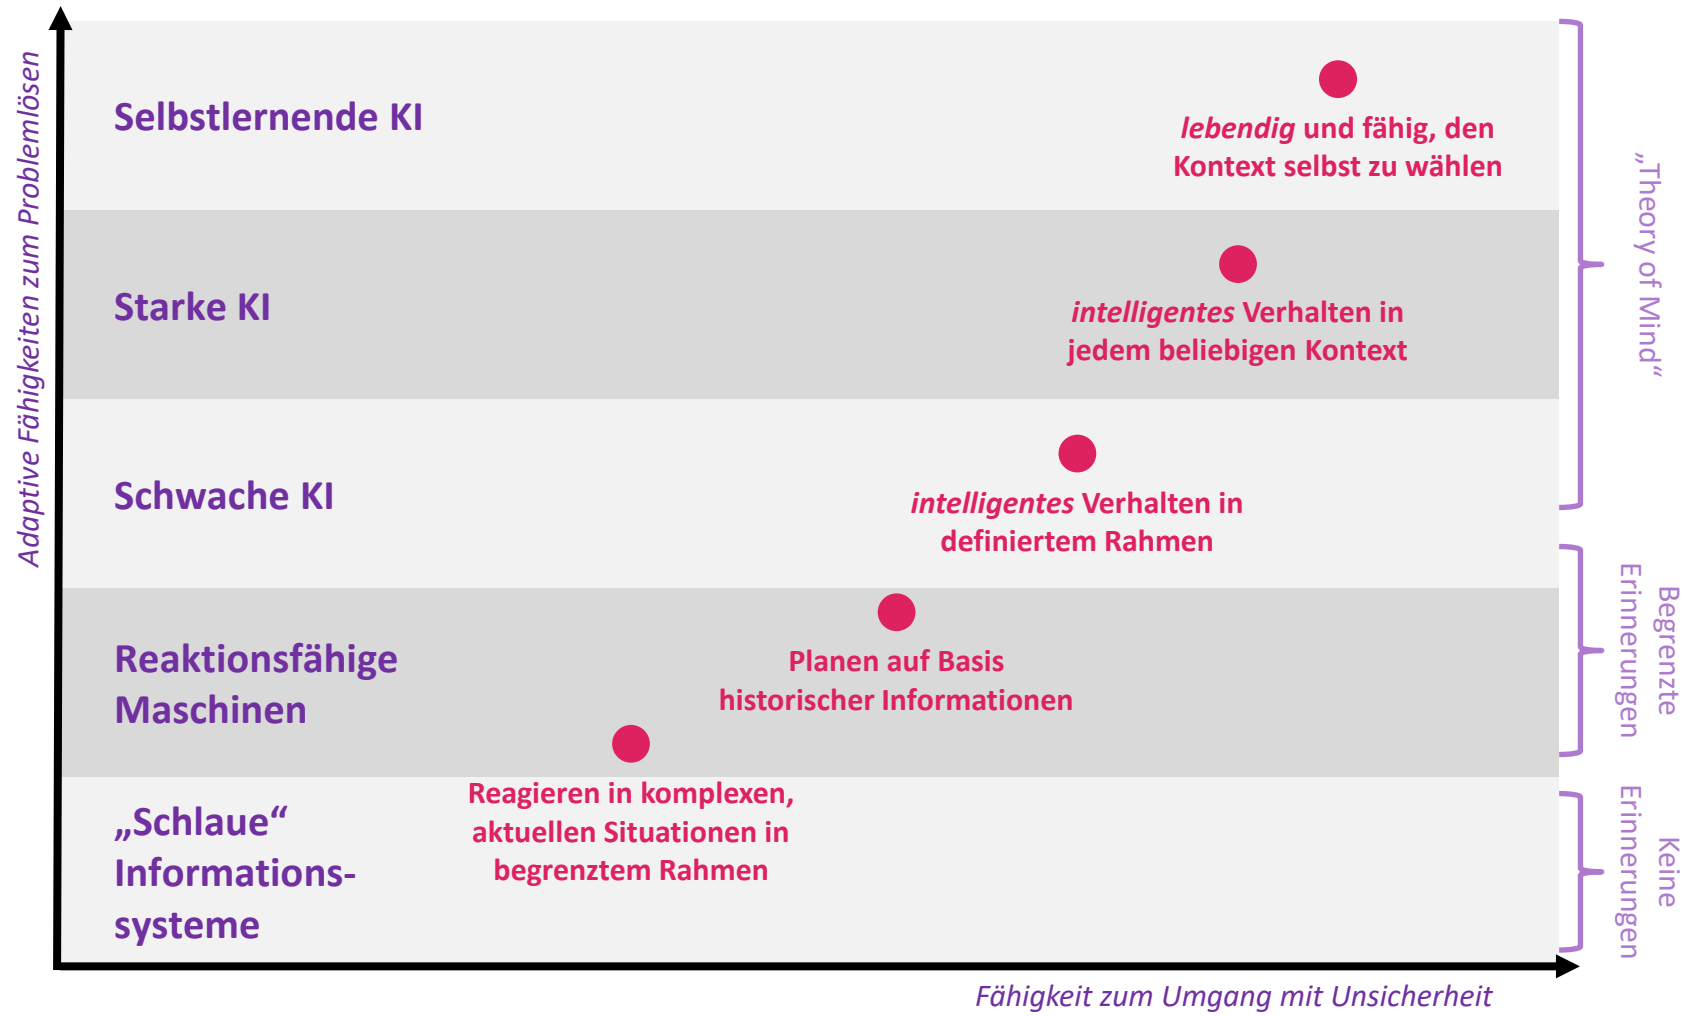 Adaptive Fähigkeiten zum Problemlösen
Selbstlernende KI
lebendig und fähig, den
Kontext selbst zu wählen
Starke KI
intelligentes Verhalten in
jedem beliebigen Kontext
Schwache KI
intelligentes Verhalten in
definiertem Rahmen
Reaktionsfähige
Maschinen
Planen auf Basis
historischer Informationen
„Schlaue“
Informations-
systeme
Reagieren in komplexen,
aktuellen Situationen in
begrenztem Rahmen
„Theory of Mind“
Begrenzte
Erinnerungen
Keine
Erinnerungen
Fähigkeit zum Umgang mit Unsicherheit